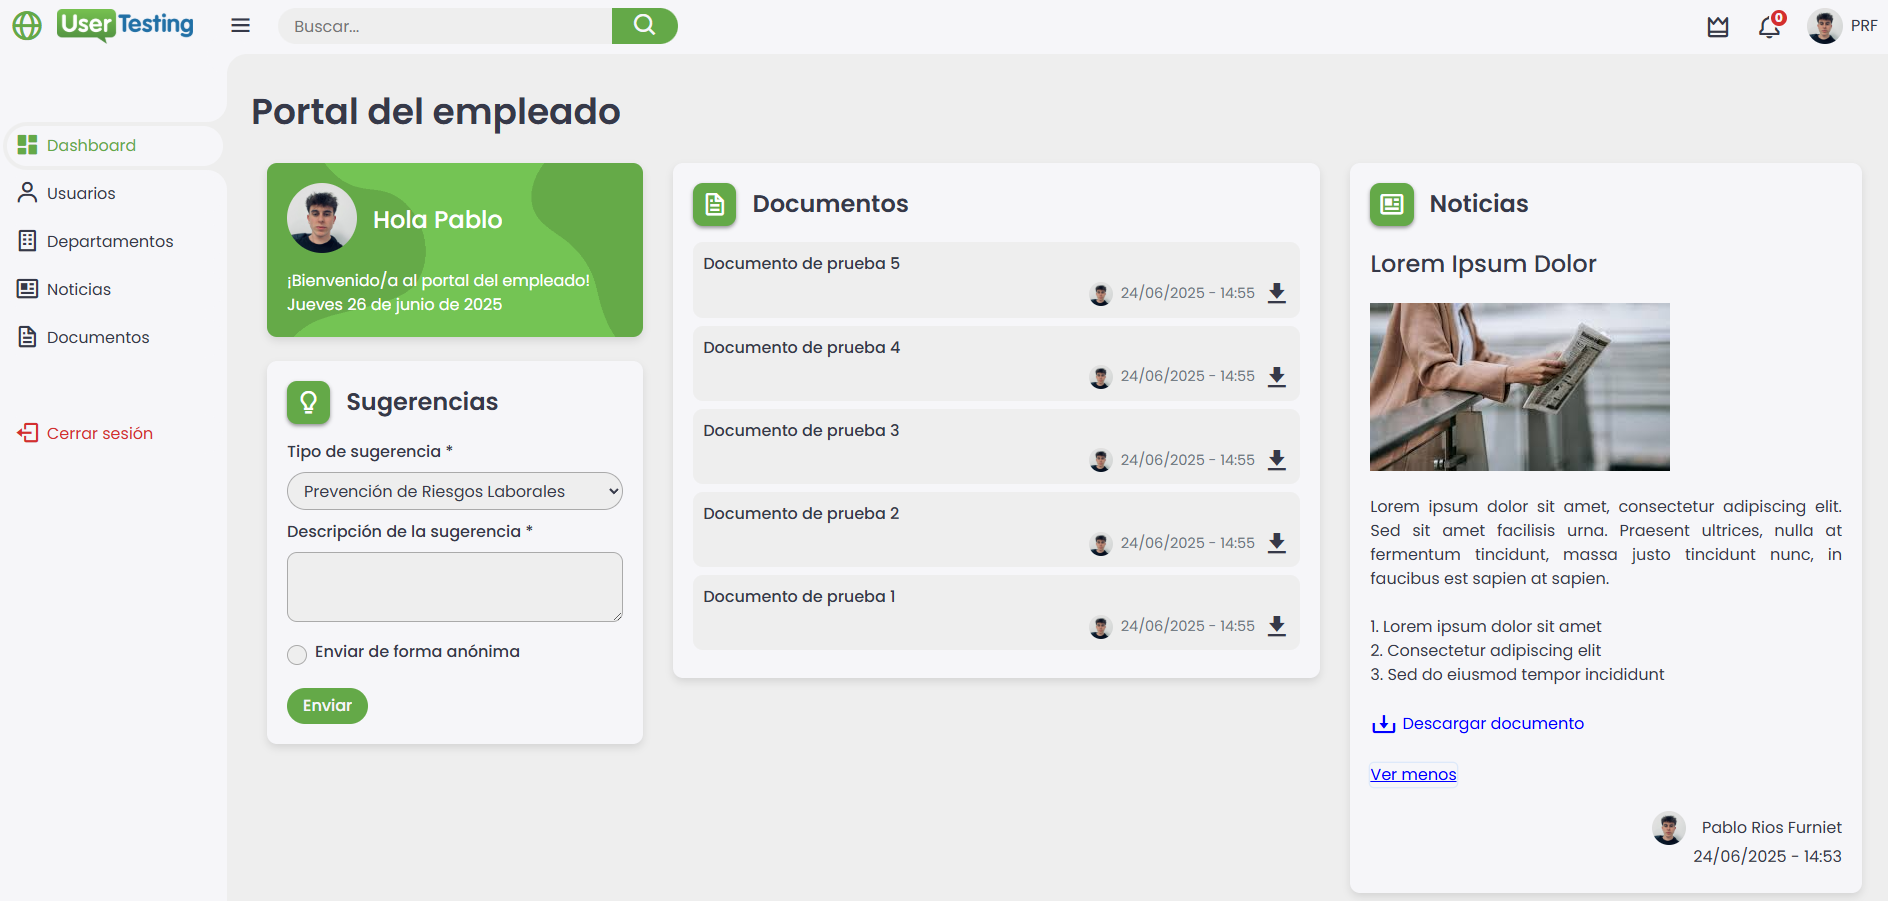 UserTesting
Buscar...
0
PRF
Dashboard
Usuarios
Departamentos
Noticias
Documentos
Cerrar sesión
Portal del empleado
Hola Pablo
¡Bienvenido/a al portal del empleado!
Jueves 26 de junio de 2025
Sugerencias
Tipo de sugerencia *
Prevención de Riesgos Laborales
Descripción de la sugerencia *
Enviar de forma anónima
Enviar
Documentos
Documento de prueba 5
24/06/2025 - 14:55
Documento de prueba 4
24/06/2025 - 14:55
Documento de prueba 3
24/06/2025 - 14:55
Documento de prueba 2
24/06/2025 - 14:55
Documento de prueba 1
24/06/2025 - 14:55
Noticias
Lorem Ipsum Dolor
Lorem ipsum dolor sit amet, consectetur adipiscing elit.
Sed sit amet facilisis urna. Praesent ultrices, nulla at
fermentum tincidunt, massa justo tincidunt nunc, in
faucibus est sapien at sapien.
1. Lorem ipsum dolor sit amet
2. Consectetur adipiscing elit
3. Sed do eiusmod tempor incididunt
Descargar documento
Ver menos
Pablo Rios Furniet
24/06/2025 - 14:53